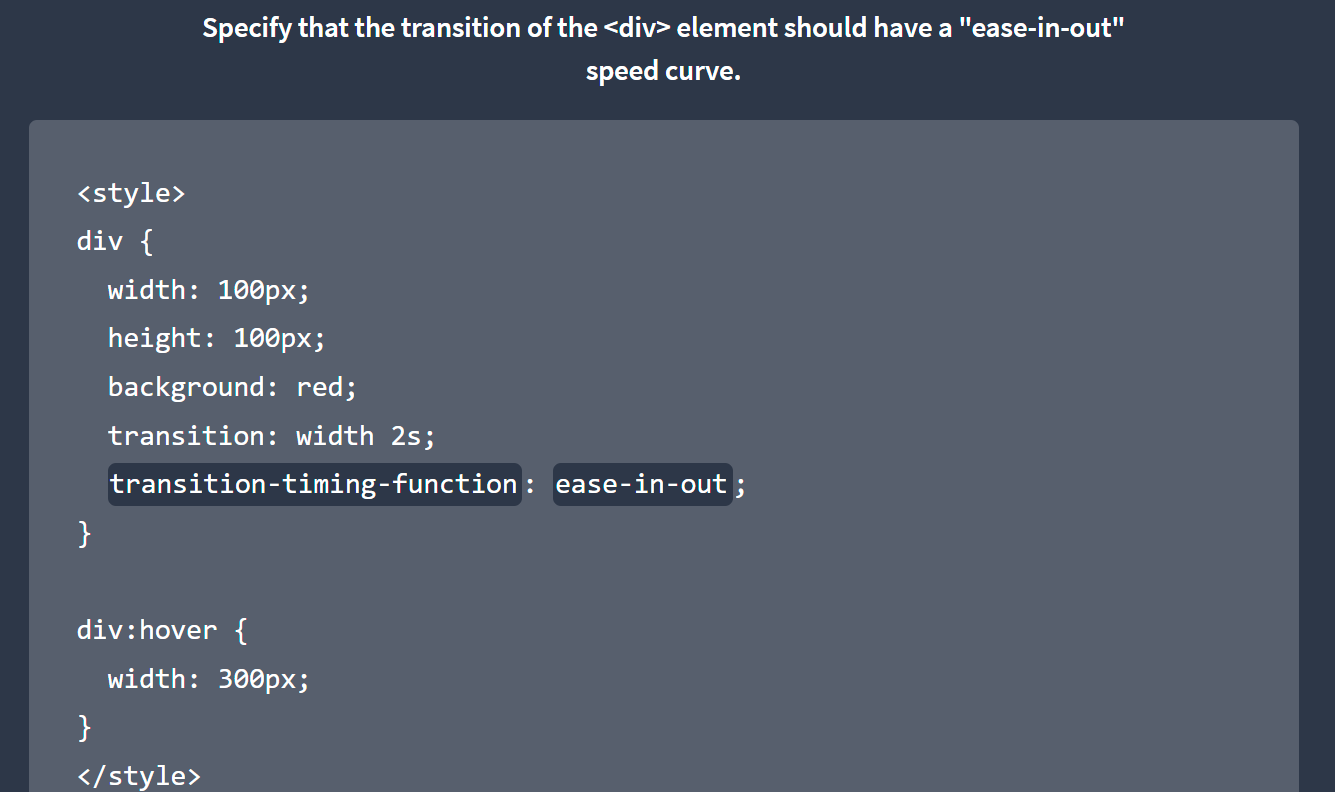 Specify that the transition of the <div> element should have a "ease-in-out"
speed curve.
<style>
div {
  width: 100px;
  height: 100px;
  background: red;
  transition: width 2s;
  transition-timing-function: ease-in-out;
}
div:hover {
  width: 300px;
}
</style>